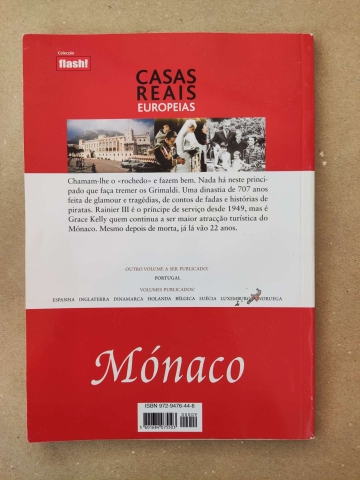 Colecção
flash!
CASAS
REAIS
EUROPEIAS
Chamam-lhe o «rochedo» e fazem bem. Nada há neste princi-
pado que faça tremer os Grimaldi. Uma dinastia de 707 anos
feita de glamour e tragédias, de contos de fadas e histórias de
piratas. Rainier III é o príncipe de serviço desde 1949, mas é
Grace Kelly quem continua a ser maior atracção turística do
Mónaco. Mesmo depois de morta, já lá vão 22 anos.
OUTRO VOLUME A SER PUBLICADO:
PORTUGAL
VOLUMES PUBLICADOS:
ESPANHA INGLATERRA DINAMARCA HOLANDA BÉLGICA SUÉCIA LUXEMBURGO NORUEGA
Mónaco
ISBN 972-9476-44-6